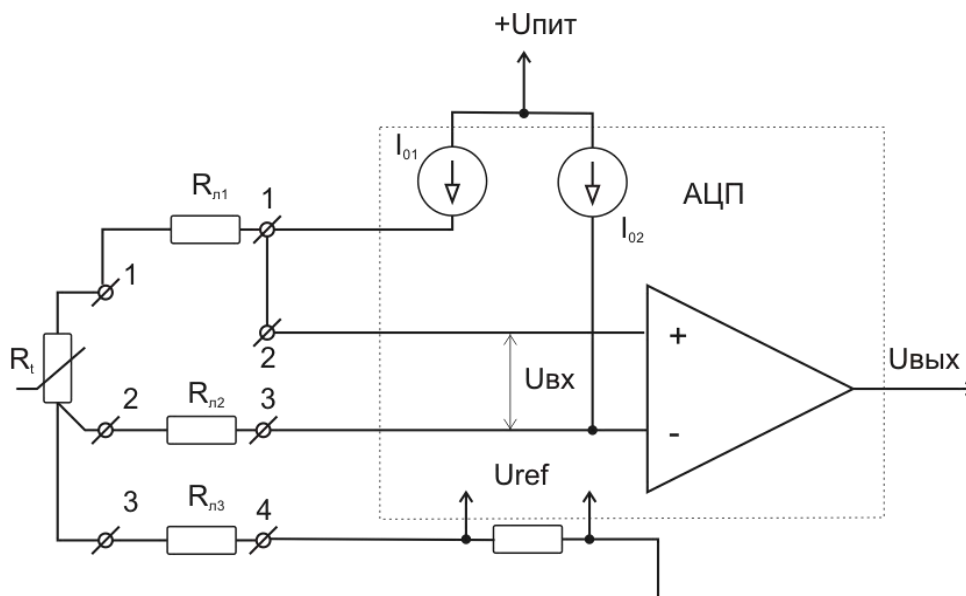 +Uпит
I₀₁
АЦП
Rл1
1
I₀₂
1
+
Uвых
Rt
2
Uвх
2
Rл2
3
-
Uref
3
Rл3
4